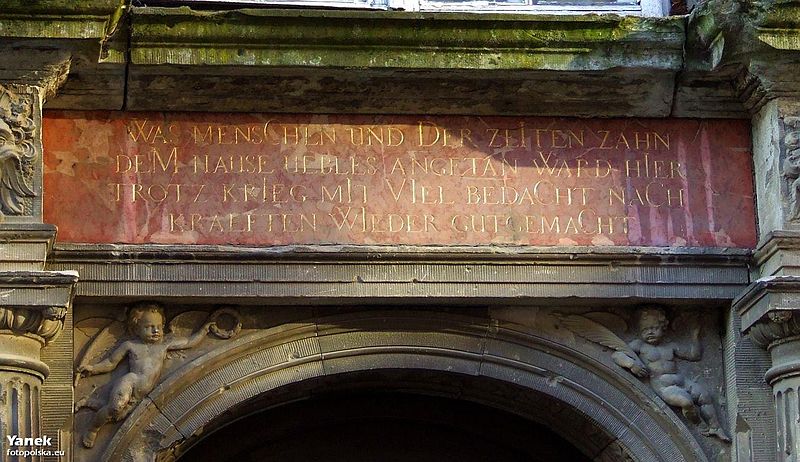 WAS MENSCHEN UND DER ZEITEN ZAHN
DEM HAUSE UEBLES ANGETAN WARD HIER
TROTZ KRIEG MIT VIEL BEDACHT NACH
KRAEFTEN WIEDER GUTGEMACHT
Yanek
fotopolska.eu